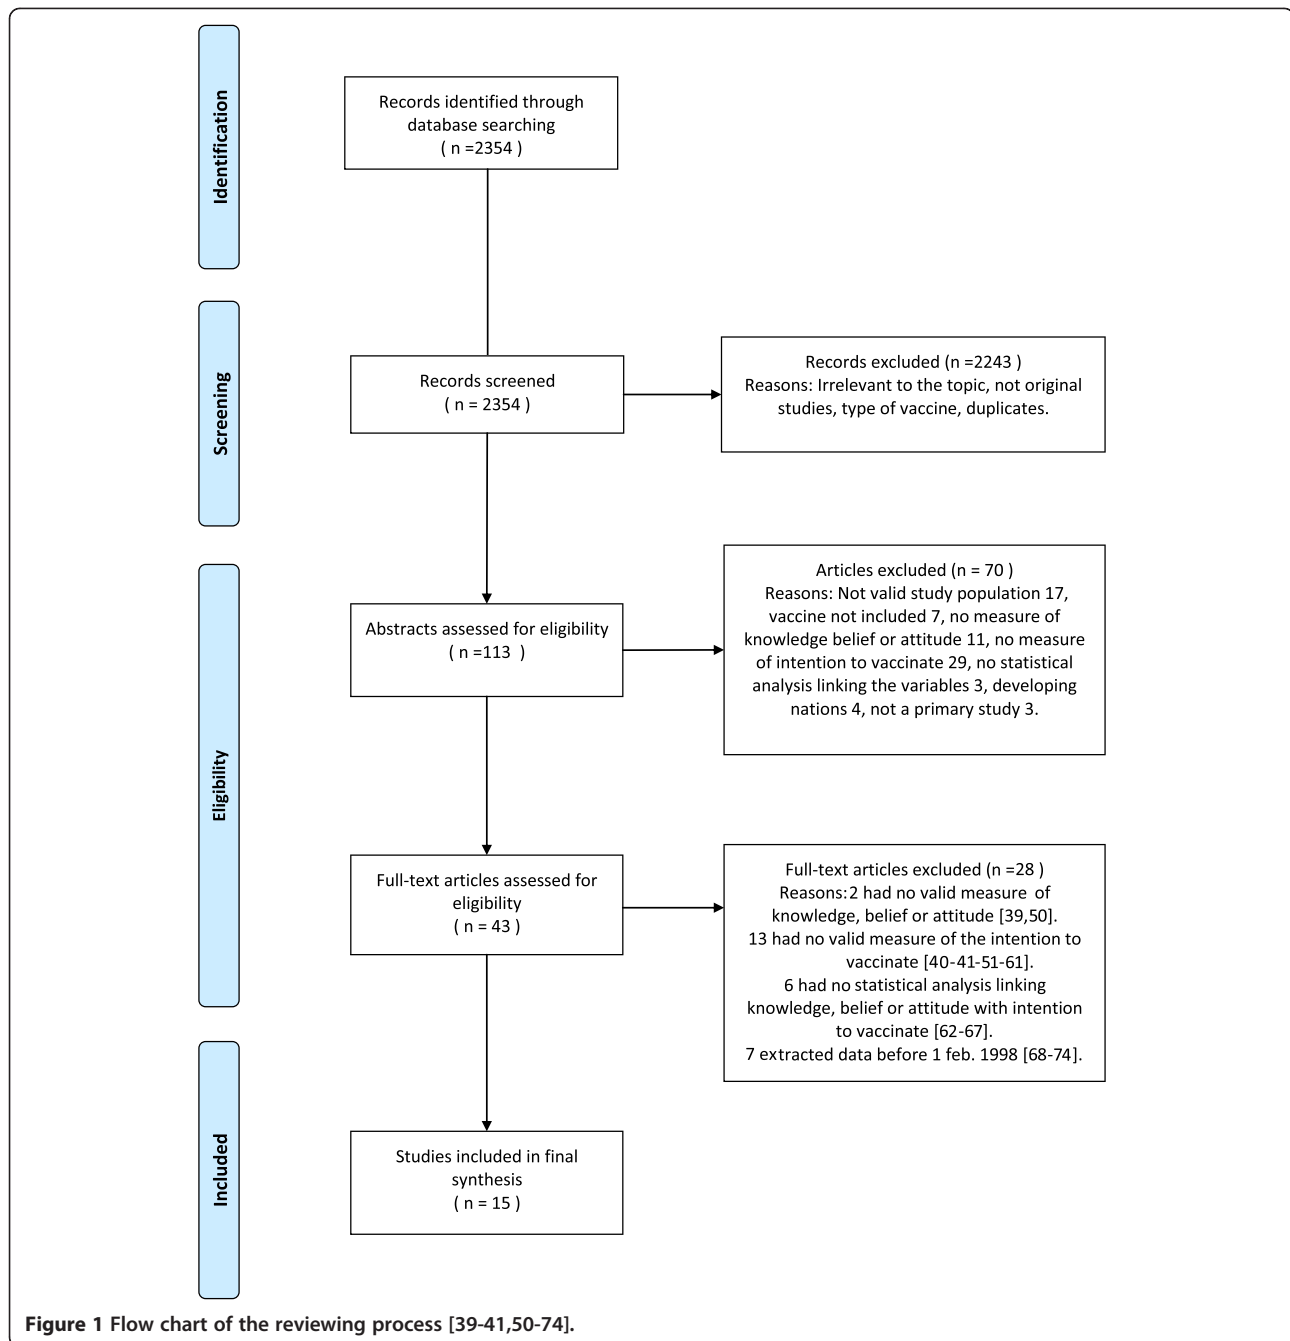 Identification
Records identified through
database searching
( n =2354 )
Screening
Records screened
( n = 2354 )
Records excluded (n =2243 )
Reasons: Irrelevant to the topic, not original
studies, type of vaccine, duplicates.
Eligibility
Abstracts assessed for eligibility
( n =113 )
Articles excluded (n = 70 )
Reasons: Not valid study population 17,
vaccine not included 7, no measure of
knowledge belief or attitude 11, no measure
of intention to vaccinate 29, no statistical
analysis linking the variables 3, developing
nations 4, not a primary study 3.
Full-text articles assessed for
eligibility
( n = 43 )
Full-text articles excluded (n =28 )
Reasons: 2 had no valid measure of
knowledge, belief or attitude [39,50].
13 had no valid measure of the intention to
vaccinate [40-41-51-61].
6 had no statistical analysis linking
knowledge, belief or attitude with intention
to vaccinate [62-67].
7 extracted data before 1 feb. 1998 [68-74].
Included
Studies included in final
synthesis
( n = 15 )
Figure 1 Flow chart of the reviewing process [39-41,50-74].